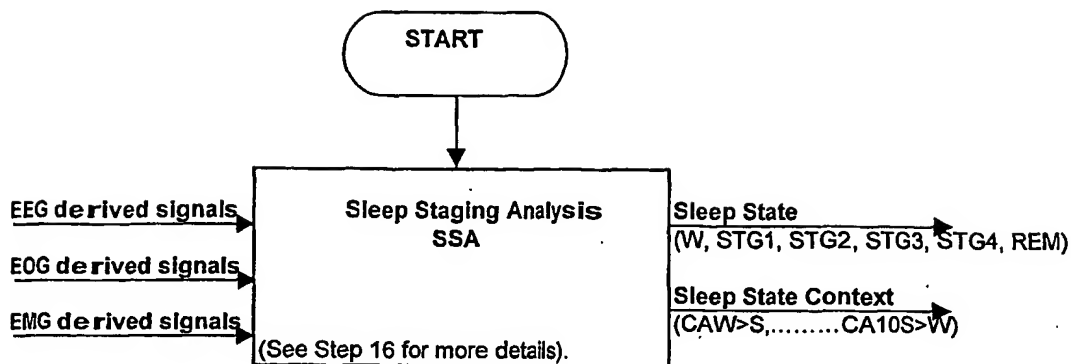 START
EEG derived signals
EOG derived signals
EMG derived signals
Sleep Staging Analysis
SSA
(See Step 16 for more details).
Sleep State
(W, STG1, STG2, STG3, STG4, REM)
Sleep State Context
(CAW>S,.........CA10S>W)